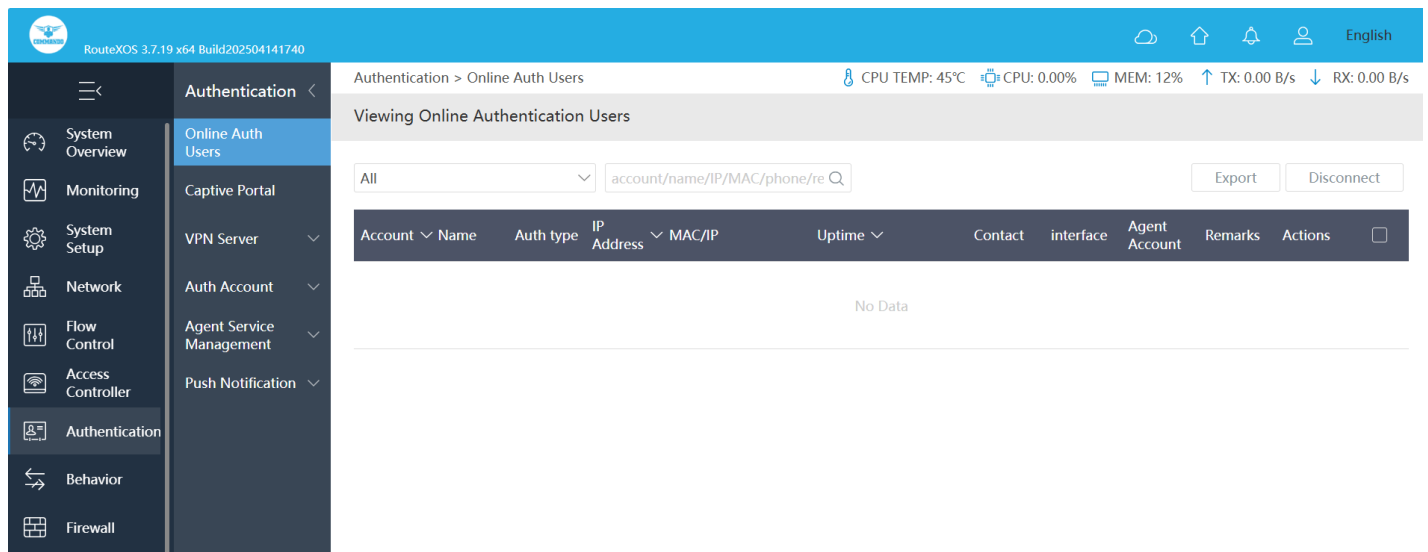 COMMANDO
RouteXOS 3.7.19 x64 Build202504141740
English
Authentication
Authentication > Online Auth Users
CPU TEMP: 45℃
CPU: 0.00%
MEM: 12%
TX: 0.00 B/s
RX: 0.00 B/s
System
Overview
Monitoring
System
Setup
Network
Flow
Control
Access
Controller
Authentication
Behavior
Firewall
Online Auth
Users
Captive Portal
VPN Server
Auth Account
Agent Service
Management
Push Notification
Viewing Online Authentication Users
All
account/name/IP/MAC/phone/re
Export
Disconnect
Account
Name
Auth type
IP
Address
MAC/IP
Uptime
Contact
interface
Agent
Account
Remarks
Actions
No Data